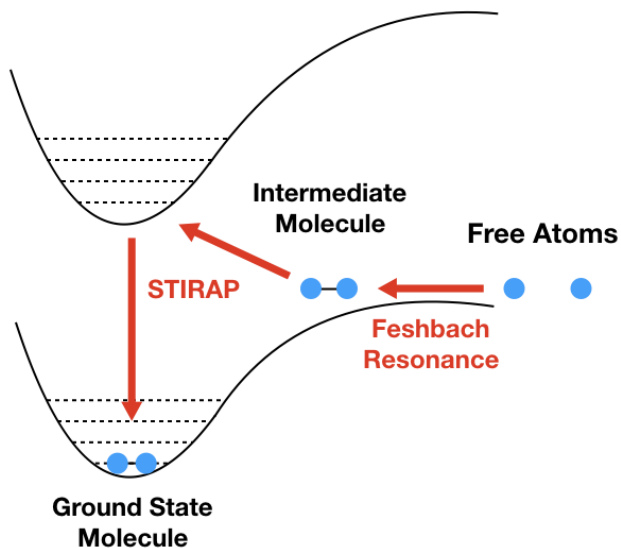 Intermediate
Molecule
Free Atoms
STIRAP
Feshbach
Resonance
Ground State
Molecule